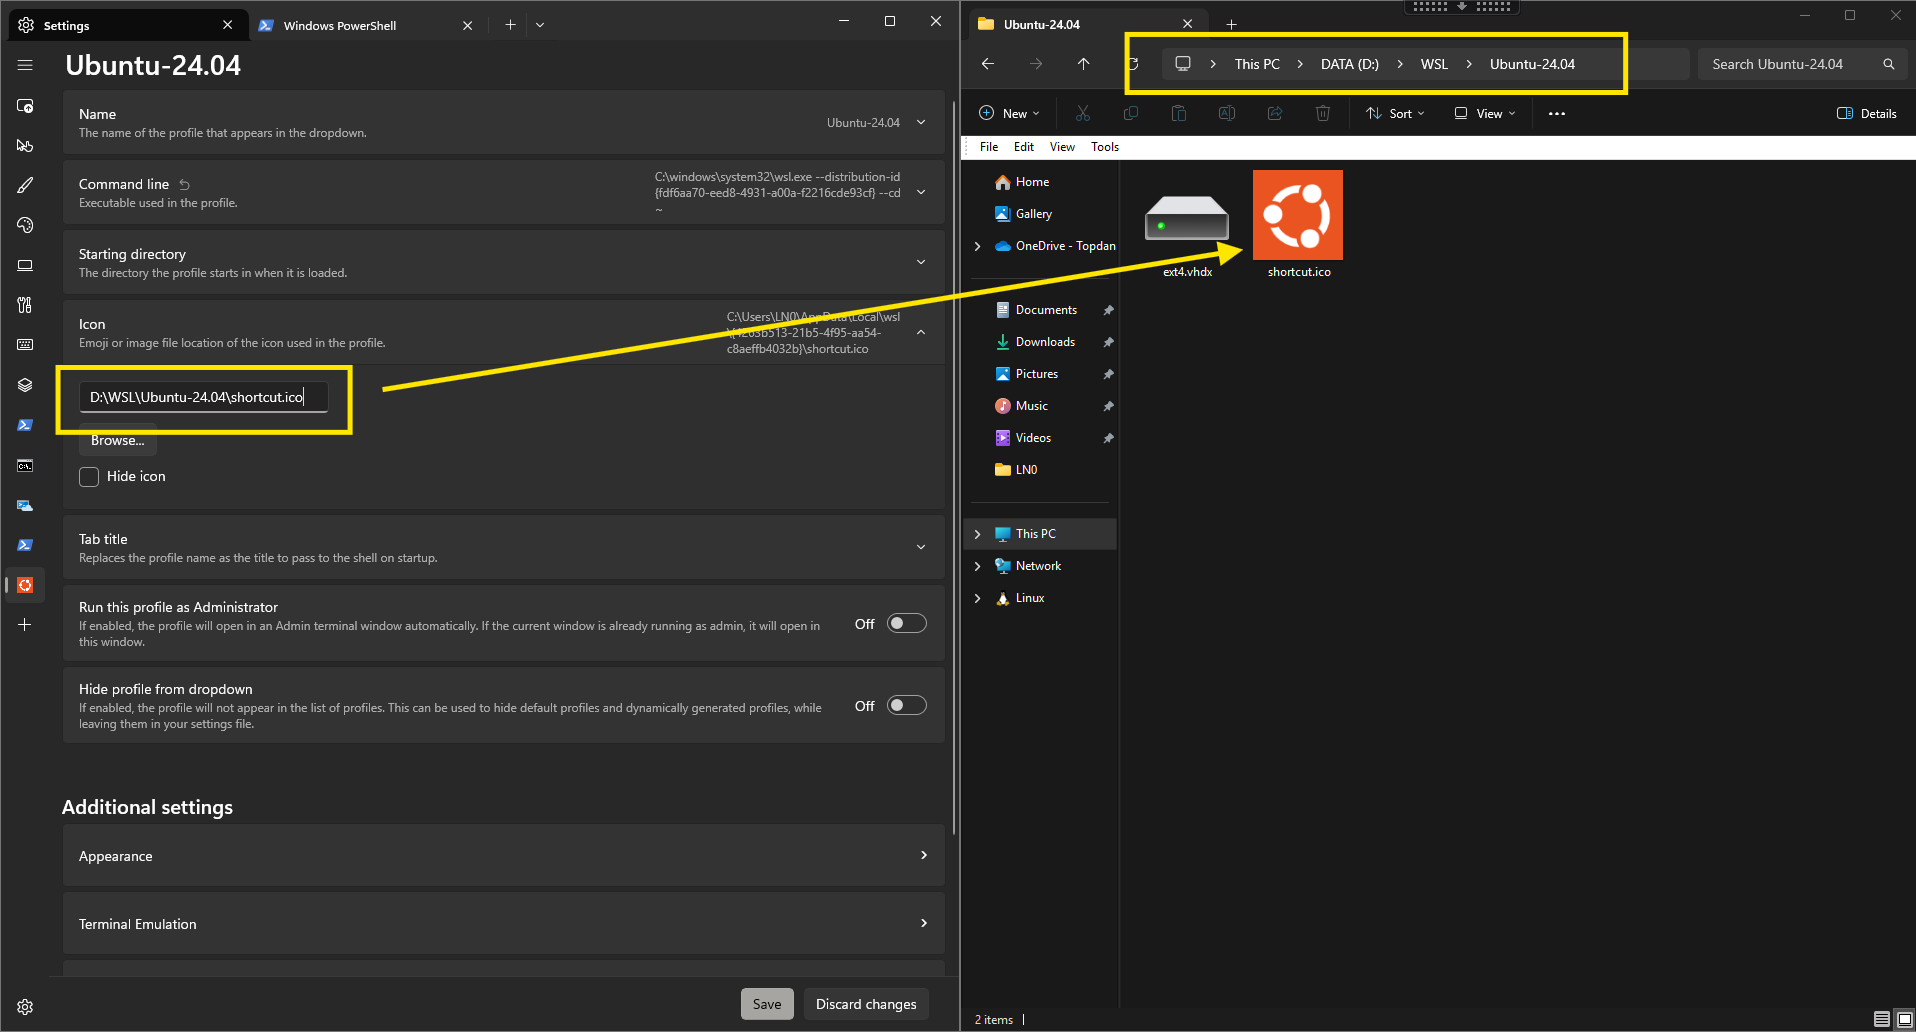 Settings
Windows PowerShell
Ubuntu-24.04
Name
The name of the profile that appears in the dropdown.
Ubuntu-24.04
Command line
Executable used in the profile.
C:\windows\system32\wsl.exe --distribution-id
{fdf6aa70-eed8-4931-a00a-f2216cde93cf} --cd
~
Starting directory
The directory the profile starts in when it is loaded.
Icon
Emoji or image file location of the icon used in the profile.
C:\Users\LN0\AppData\Local\wsl
c8aeffb4032b}\shortcut.ico
D:\WSL\Ubuntu-24.04\shortcut.ico
Browse...
Hide icon
Tab title
Replaces the profile name as the title to pass to the shell on startup.
Run this profile as Administrator
If enabled, the profile will open in an Admin terminal window automatically. If the current window is already running as admin, it will open in
this window.
Off
Hide profile from dropdown
If enabled, the profile will not appear in the list of profiles. This can be used to hide default profiles and dynamically generated profiles, while
leaving them in your settings file.
Off
Additional settings
Appearance
Terminal Emulation
Save
Discard changes
Ubuntu-24.04
This PC > DATA (D:) > WSL > Ubuntu-24.04
Search Ubuntu-24.04
New
Sort
View
Details
File
Edit
View
Tools
Home
Gallery
OneDrive - Topdan
Documents
Downloads
Pictures
Music
Videos
LN0
This PC
Network
Linux
ext4.vhdx
shortcut.ico
2 items